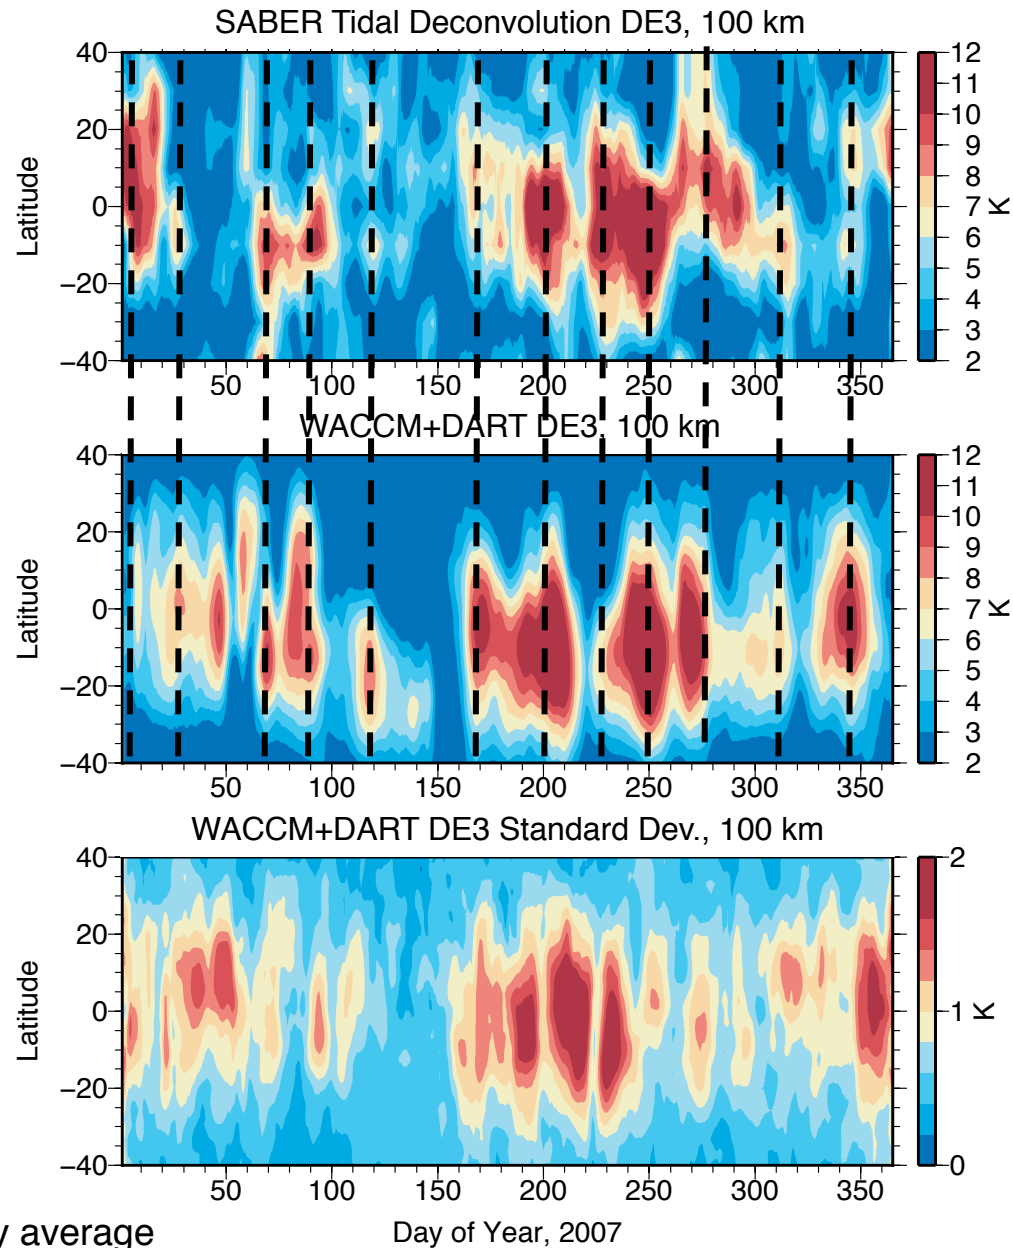 SABER Tidal Deconvolution DE3, 100 km
40
20
0
−20
−40
Latitude
50 100 150 200 250 300 350
12
11
10
9
8
7
6
5
4
3
2
K
WACCM+DART DE3, 100 km
40
20
0
−20
−40
Latitude
50 100 150 200 250 300 350
12
11
10
9
8
7
6
5
4
3
2
K
WACCM+DART DE3 Standard Dev., 100 km
40
20
0
−20
−40
Latitude
50 100 150 200 250 300 350
2
1
0
K
average
Day of Year, 2007